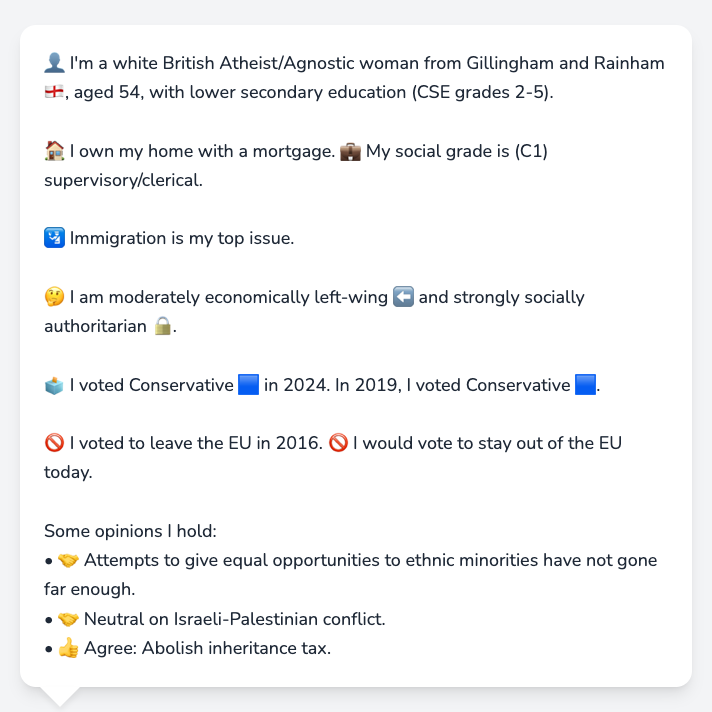 👤 I'm a white British Atheist/Agnostic woman from Gillingham and Rainham
🏴󠁧󠁢󠁥󠁮󠁧󠁿, aged 54, with lower secondary education (CSE grades 2-5).
🏠 I own my home with a mortgage. 💼 My social grade is (C1)
supervisory/clerical.
🛂 Immigration is my top issue.
🤔 I am moderately economically left-wing ⬅️ and strongly socially
authoritarian 🔒.
🗳️ I voted Conservative 🟦 in 2024. In 2019, I voted Conservative 🟦.
🚫 I voted to leave the EU in 2016. 🚫 I would vote to stay out of the EU
today.
Some opinions I hold:
• 🤝 Attempts to give equal opportunities to ethnic minorities have not gone
far enough.
• 🤝 Neutral on Israeli-Palestinian conflict.
• 👍 Agree: Abolish inheritance tax.